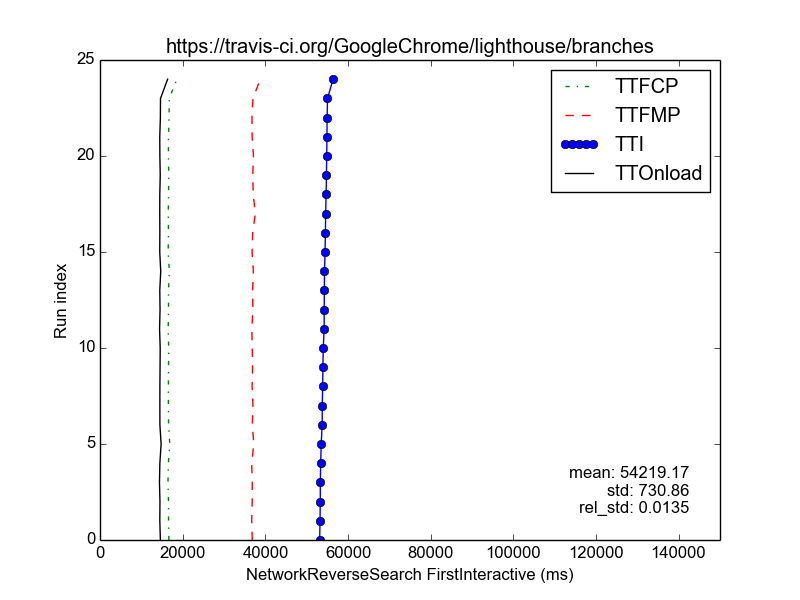 https://travis-ci.org/GoogleChrome/lighthouse/branches
TTFCP
TTFMP
TTI
TTOnload
25
20
15
10
5
0
Run index
mean: 54219.17
std: 730.86
rel_std: 0.0135
0 20000 40000 60000 80000 100000 120000 140000
NetworkReverseSearch FirstInteractive (ms)